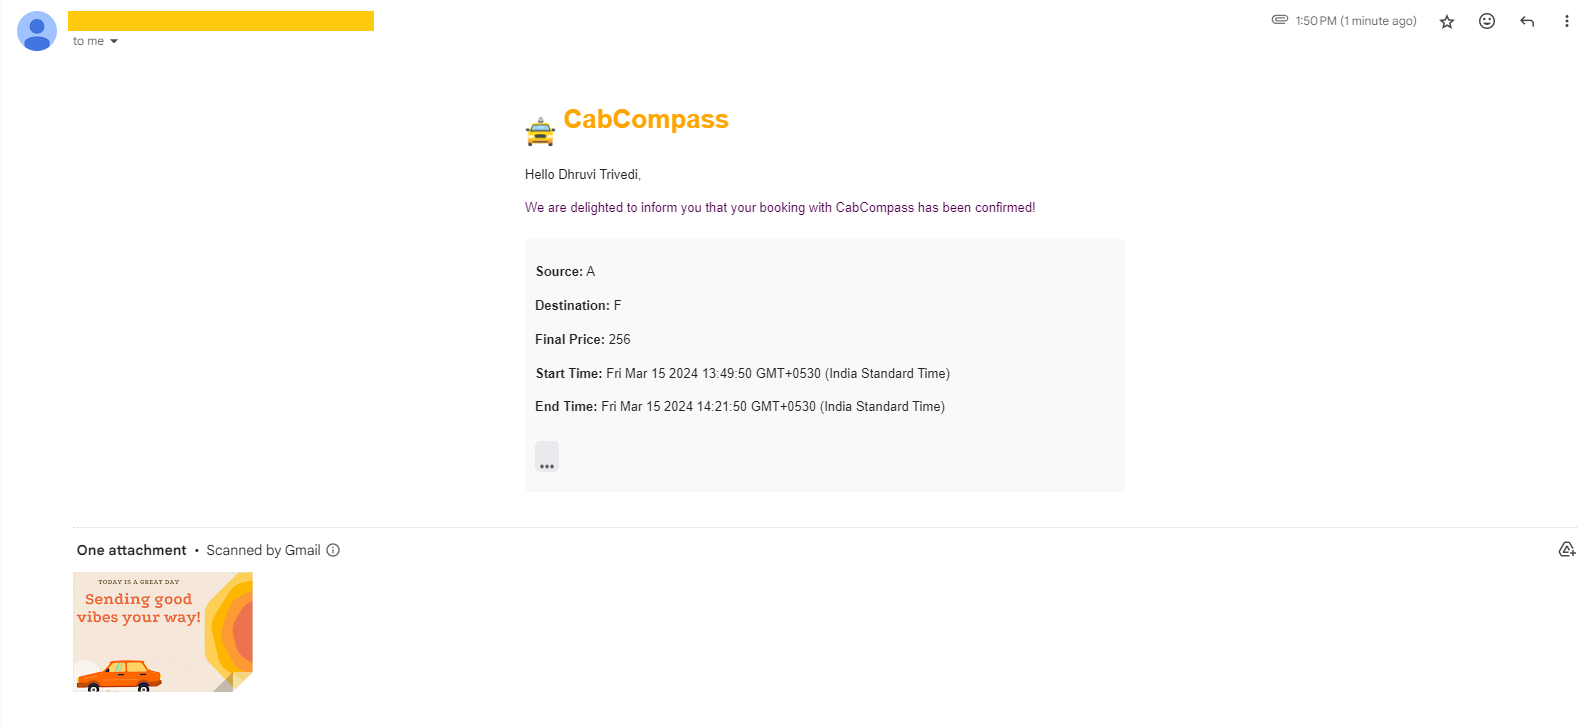 1:50 PM (1 minute ago)
to me
CabCompass
Hello Dhruvi Trivedi,
We are delighted to inform you that your booking with CabCompass has been confirmed!
Source: A
Destination: F
Final Price: 256
Start Time: Fri Mar 15 2024 13:49:50 GMT+0530 (India Standard Time)
End Time: Fri Mar 15 2024 14:21:50 GMT+0530 (India Standard Time)
One attachment • Scanned by Gmail
TODAY IS A GREAT DAY
Sending good
vibes your way!